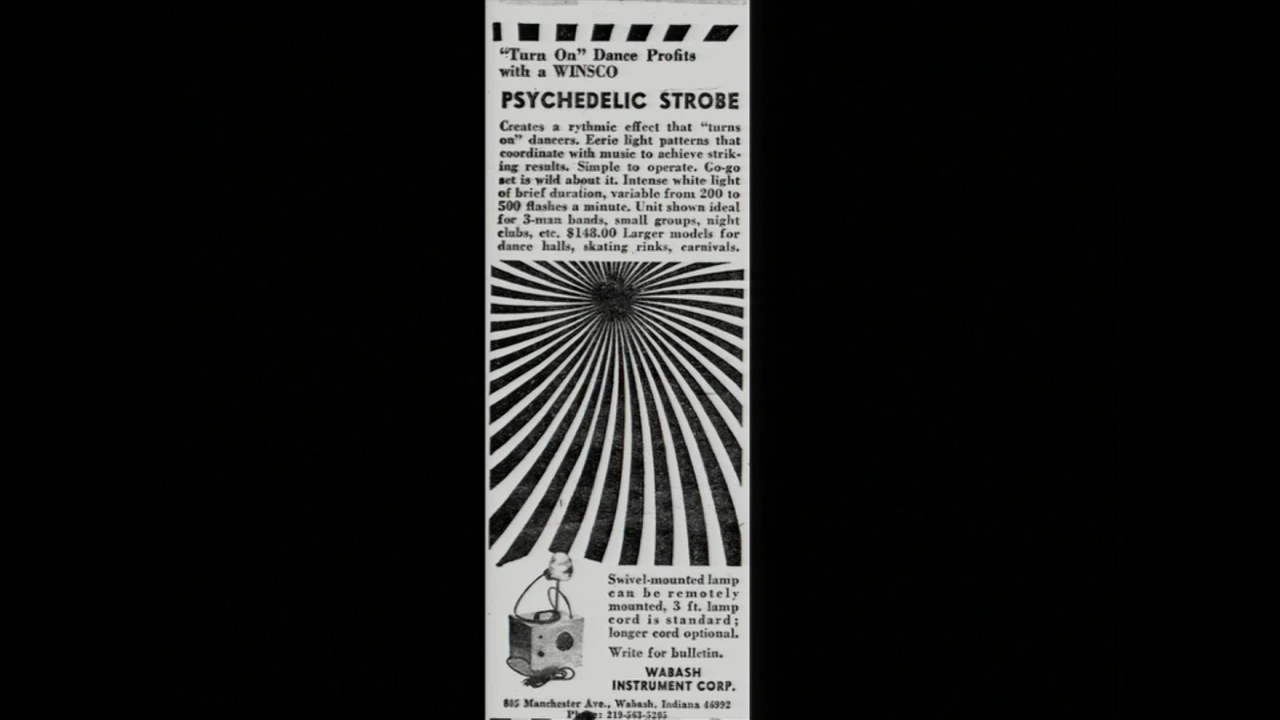 “Turn On” Dance Profits
with a WINSCO
PSYCHEDELIC STROBE
Creates a rythmic effect that “turns
on” dancers. Eerie light patterns that
coordinate with music to achieve strik-
ing results. Simple to operate. Go-go
set is wild about it. Intense white light
of brief duration, variable from 200 to
500 flashes a minute. Unit shown ideal
for 3-man bands, small groups, night
clubs, etc. $148.00 Larger models for
dance halls, skating rinks, carnivals.
Swivel-mounted lamp
can be remotely
mounted, 3 ft. lamp
cord is standard;
longer cord optional.
Write for bulletin.
WABASH
INSTRUMENT CORP.
805 Manchester Ave., Wabash, Indiana 46992
219-563-5205